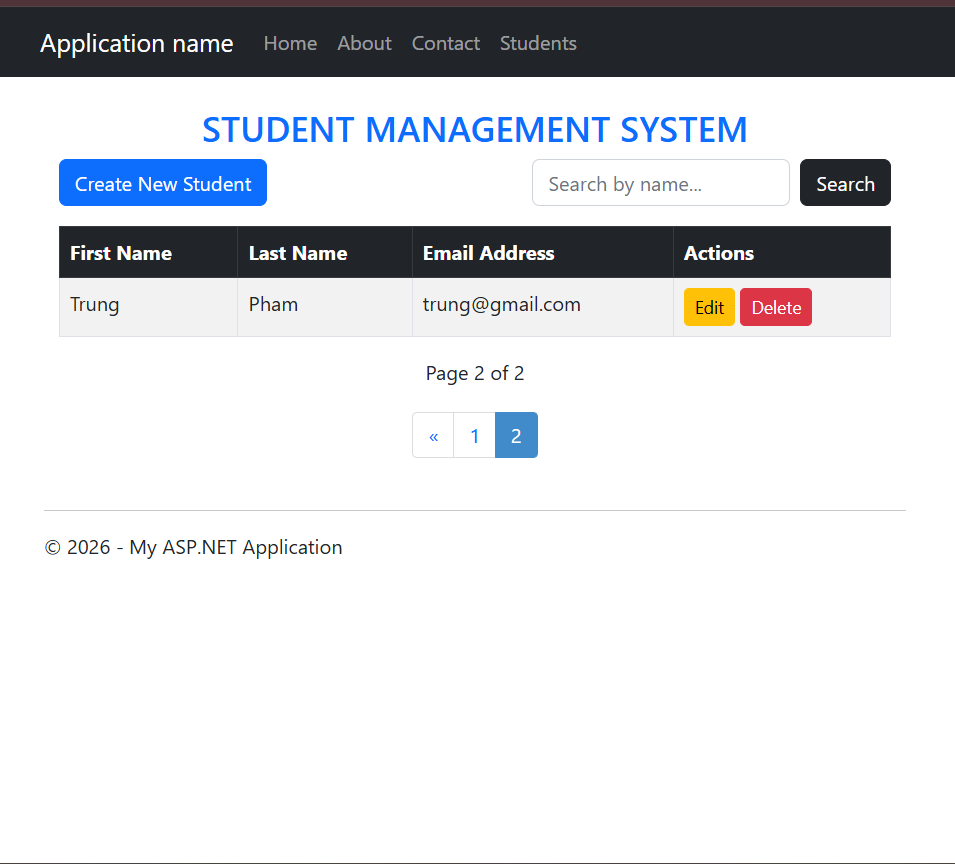 Application name Home About Contact Students
STUDENT MANAGEMENT SYSTEM
Create New Student Search by name... Search
First Name Last Name Email Address Actions
Trung Pham trung@gmail.com Edit Delete
Page 2 of 2
« 1 2
© 2026 - My ASP.NET Application